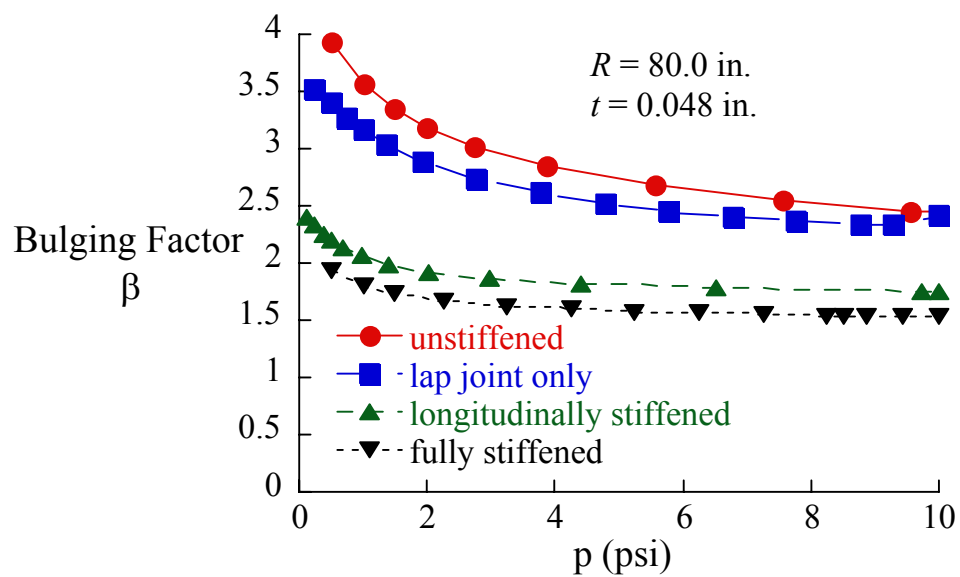 4
3.5
3
2.5
2
1.5
1
0.5
0
R = 80.0 in.
t = 0.048 in.
Bulging Factor
β
unstiffened
lap joint only
longitudinally stiffened
fully stiffened
0 2 4 6 8 10
p (psi)